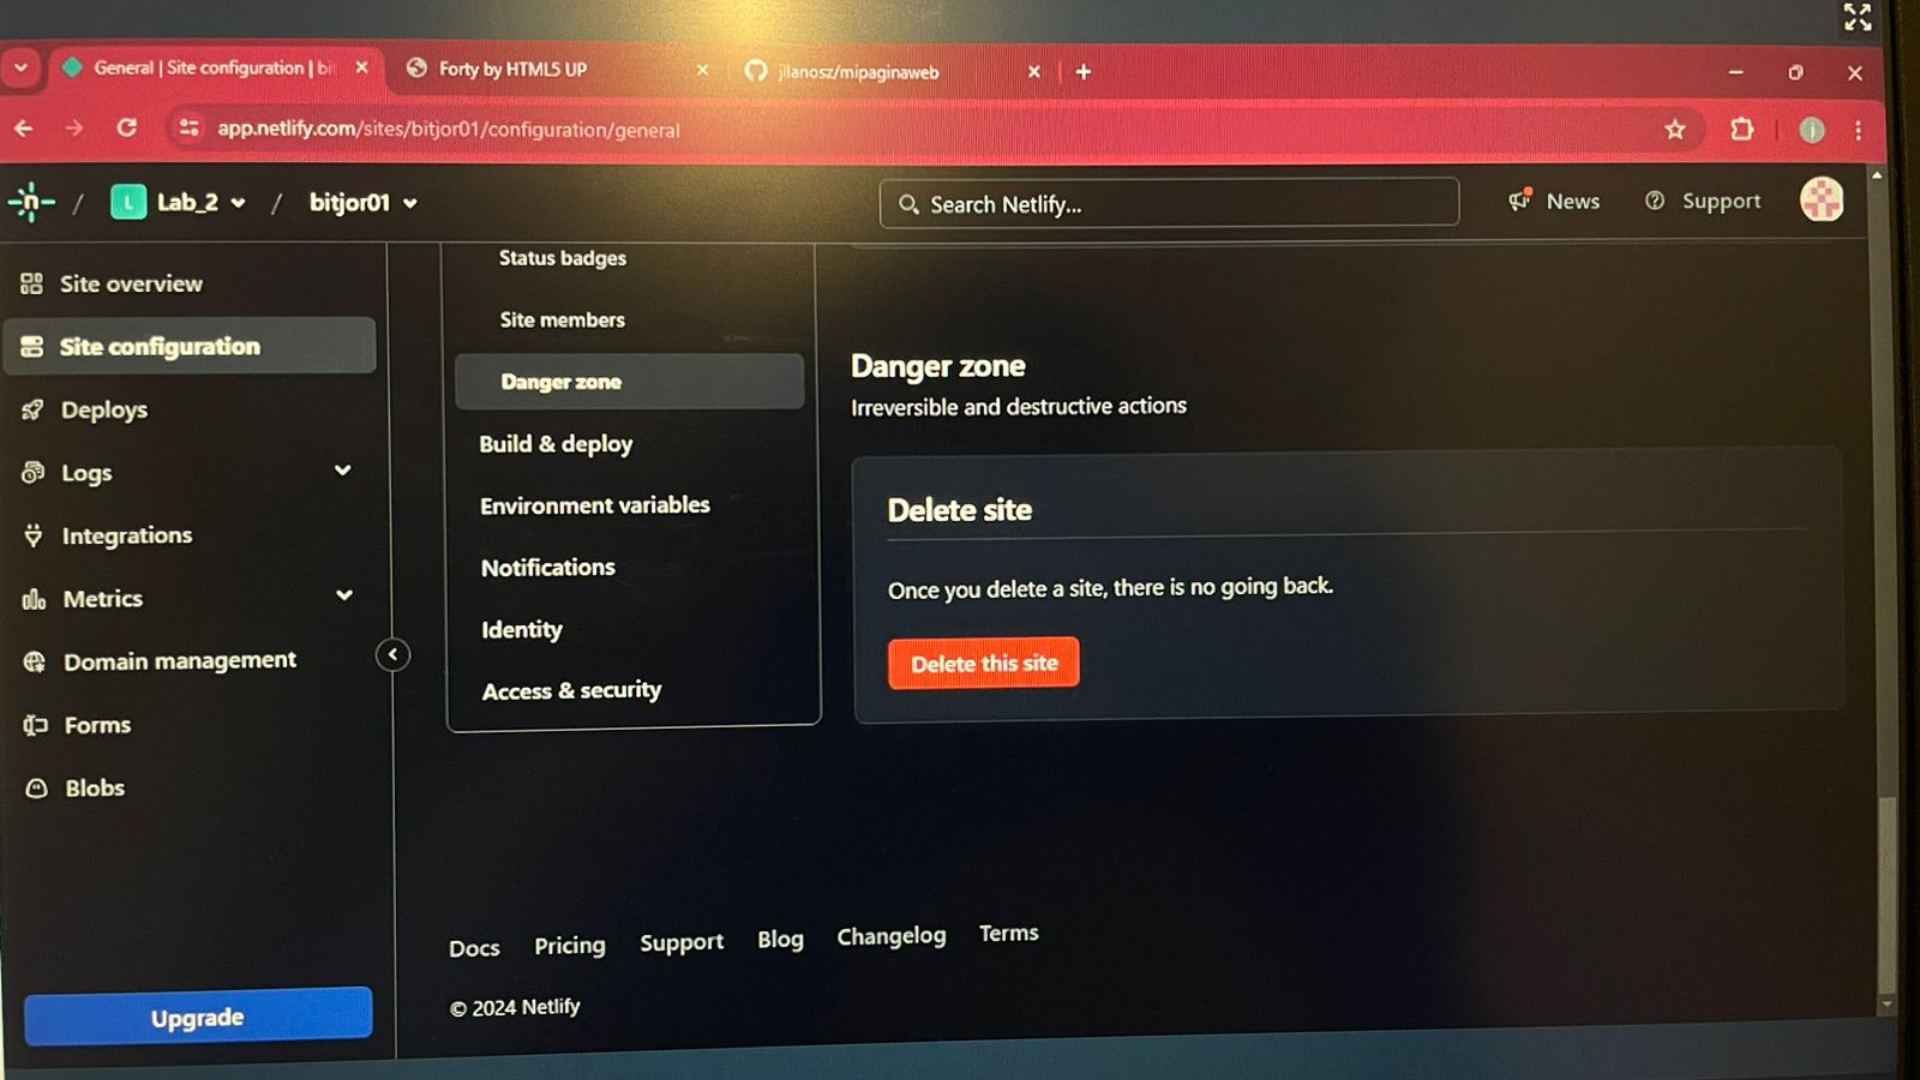 General | Site configuration | bi
Forty by HTML5 UP
jllanosz/mipaginaweb
app.netlify.com/sites/bitjor01/configuration/general
n / L Lab_2 / bitjor01
Search Netlify...
News
Support
Site overview
Site configuration
Deploys
Logs
Integrations
Metrics
Domain management
Forms
Blobs
Upgrade
Status badges
Site members
Danger zone
Build & deploy
Environment variables
Notifications
Identity
Access & security
Danger zone
Irreversible and destructive actions
Delete site
Once you delete a site, there is no going back.
Delete this site
Docs Pricing Support Blog Changelog Terms
© 2024 Netlify